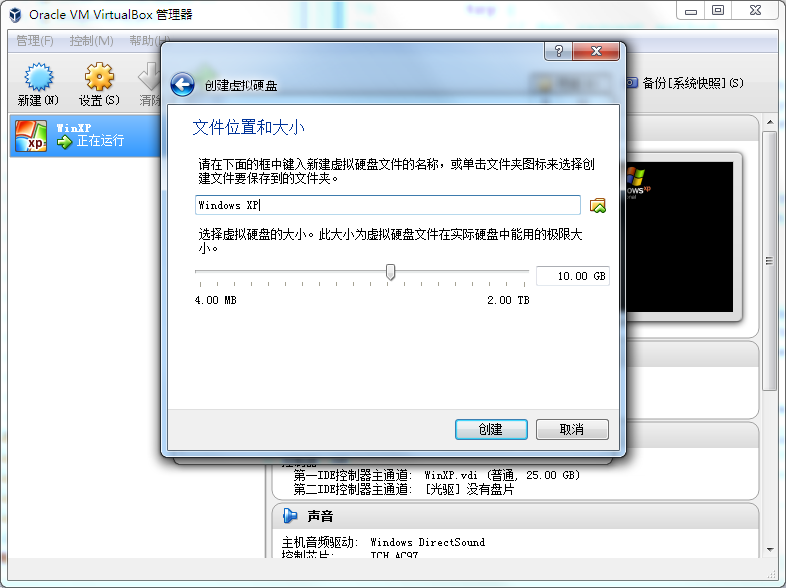 Oracle VM VirtualBox 管理器
管理(F) 控制(M) 帮助(H
新建(N) 设置(S) 清除
备份[系统快照](S)
WinXP
正在运行
创建虚拟硬盘
文件位置和大小
请在下面的框中键入新建虚拟硬盘文件的名称，或单击文件夹图标来选择创
建文件要保存到的文件夹。
Windows XP
选择虚拟硬盘的大小。此大小为虚拟硬盘文件在实际硬盘中能用的极限大
小。
10.00 GB
4.00 MB 2.00 TB
创建 取消
控制器
第一IDE控制器主通道: WinXP.vdi (普通, 25.00 GB)
第二IDE控制器主通道: [光驱] 没有盘片
声音
主机音频驱动: Windows DirectSound
控制芯片: ICH AC97